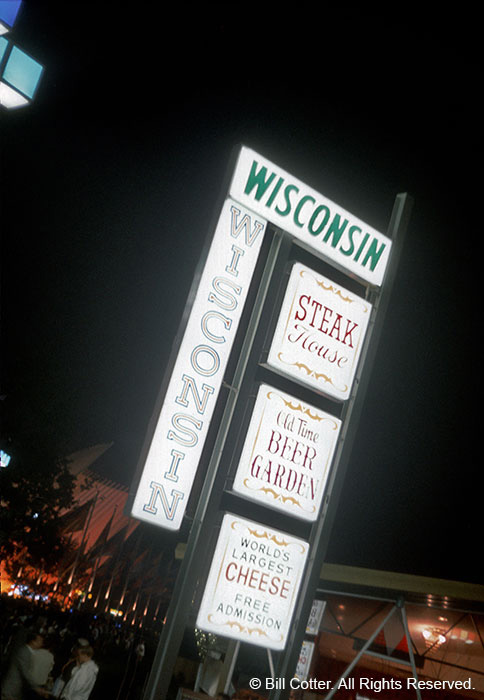 WISCONSIN
WISCONSIN
STEAK
House
Old Time
BEER
GARDEN
WORLD'S
LARGEST
CHEESE
FREE
ADMISSION
© Bill Cotter. All Rights Reserved.